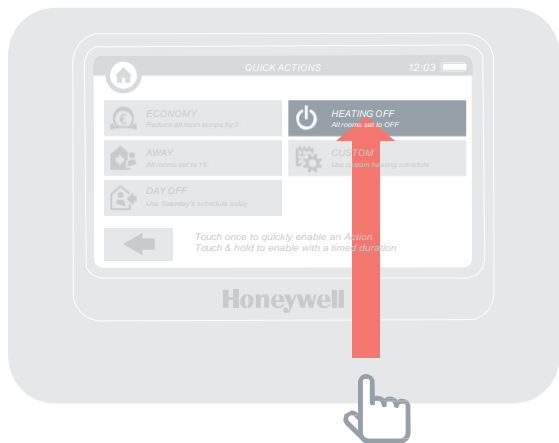 QUICK ACTIONS 12:03
ECONOMY
Reduce all room temps by 3
HEATING OFF
All rooms set to OFF
AWAY
All rooms set to 15
CUSTOM
Use custom heating schedule
DAY OFF
Use Saturday's schedule today
Touch once to quickly enable an Action
Touch & hold to enable with a timed duration
Honeywell